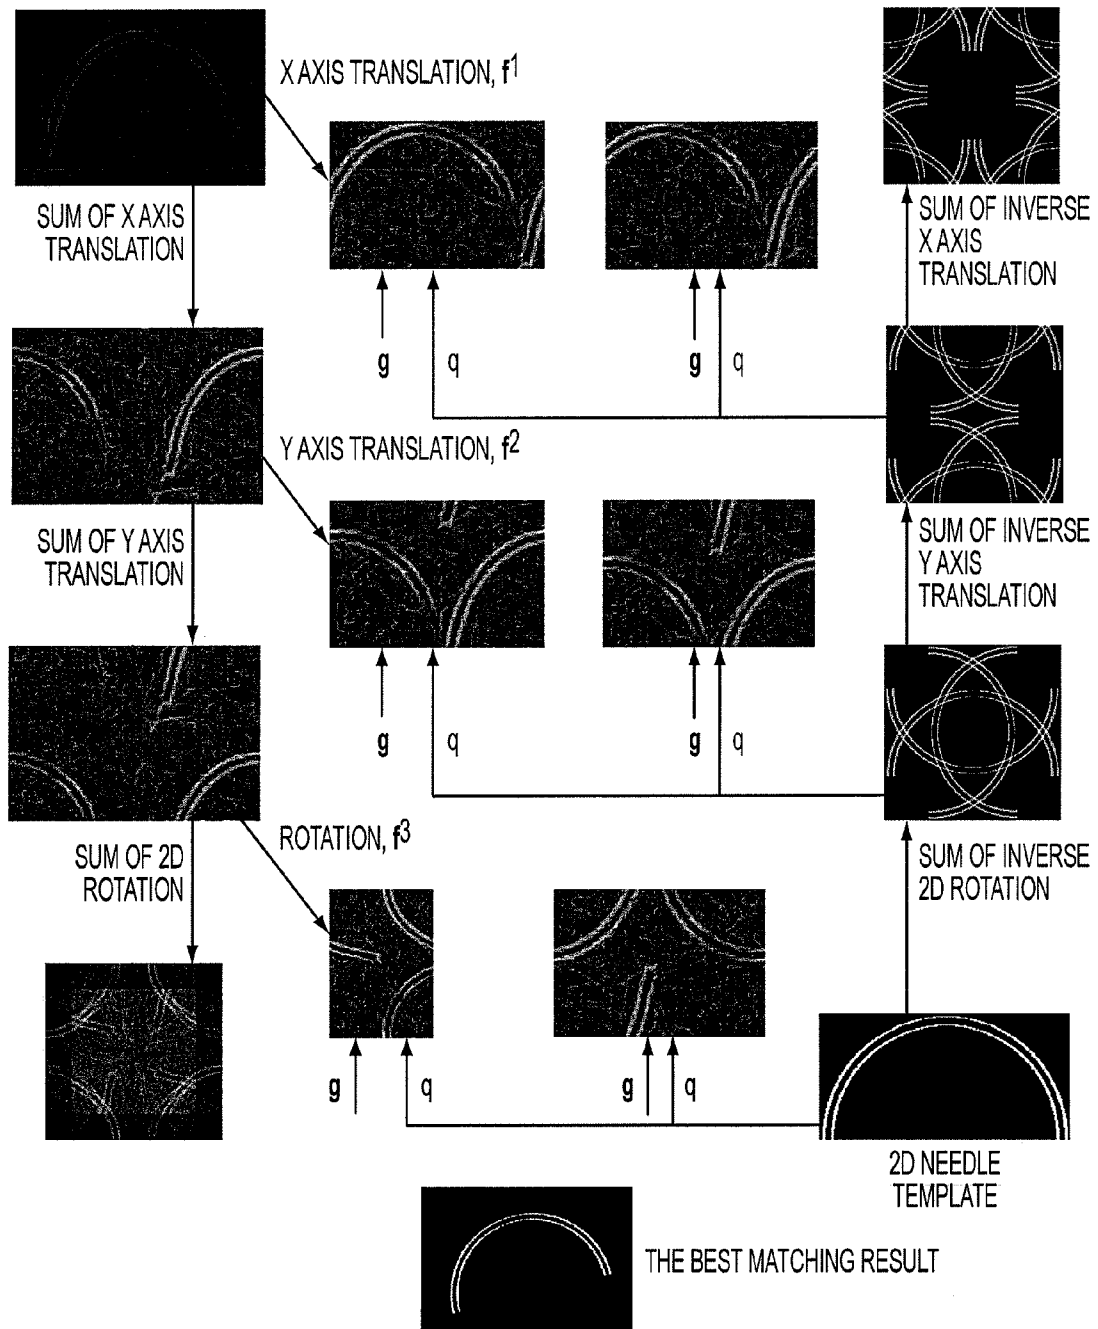 X AXIS TRANSLATION, f1
SUM OF X AXIS
TRANSLATION
SUM OF INVERSE
X AXIS
TRANSLATION
g
q
g
q
Y AXIS TRANSLATION, f2
SUM OF Y AXIS
TRANSLATION
SUM OF INVERSE
Y AXIS
TRANSLATION
g
q
g
q
ROTATION, f3
SUM OF 2D
ROTATION
SUM OF INVERSE
2D ROTATION
g
q
g
q
2D NEEDLE
TEMPLATE
THE BEST MATCHING RESULT